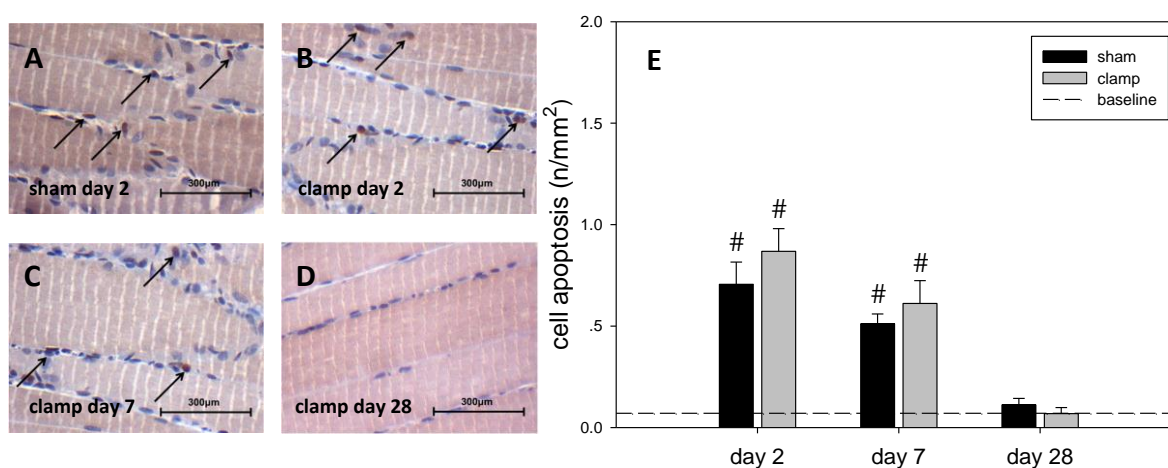 A
300µm
sham day 2
B
300µm
clamp day 2
C
300µm
clamp day 7
D
300µm
clamp day 28
E
sham
clamp
baseline
cell apoptosis (n/mm²)
2.0
1.5
1.0
.5
0.0
# #
# #
day 2 day 7 day 28